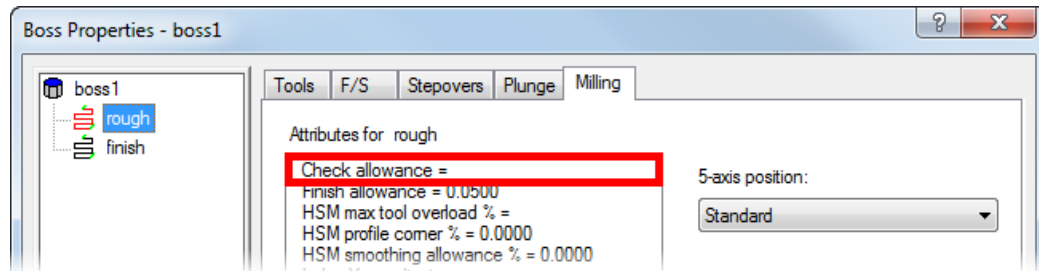 Boss Properties - boss1
boss1
rough
finish
Tools F/S Stepovers Plunge Milling
Attributes for rough
Check allowance =
Finish allowance = 0.0500
HSM max tool overload % =
HSM profile corner % = 0.0000
HSM smoothing allowance % = 0.0000
5-axis position:
Standard